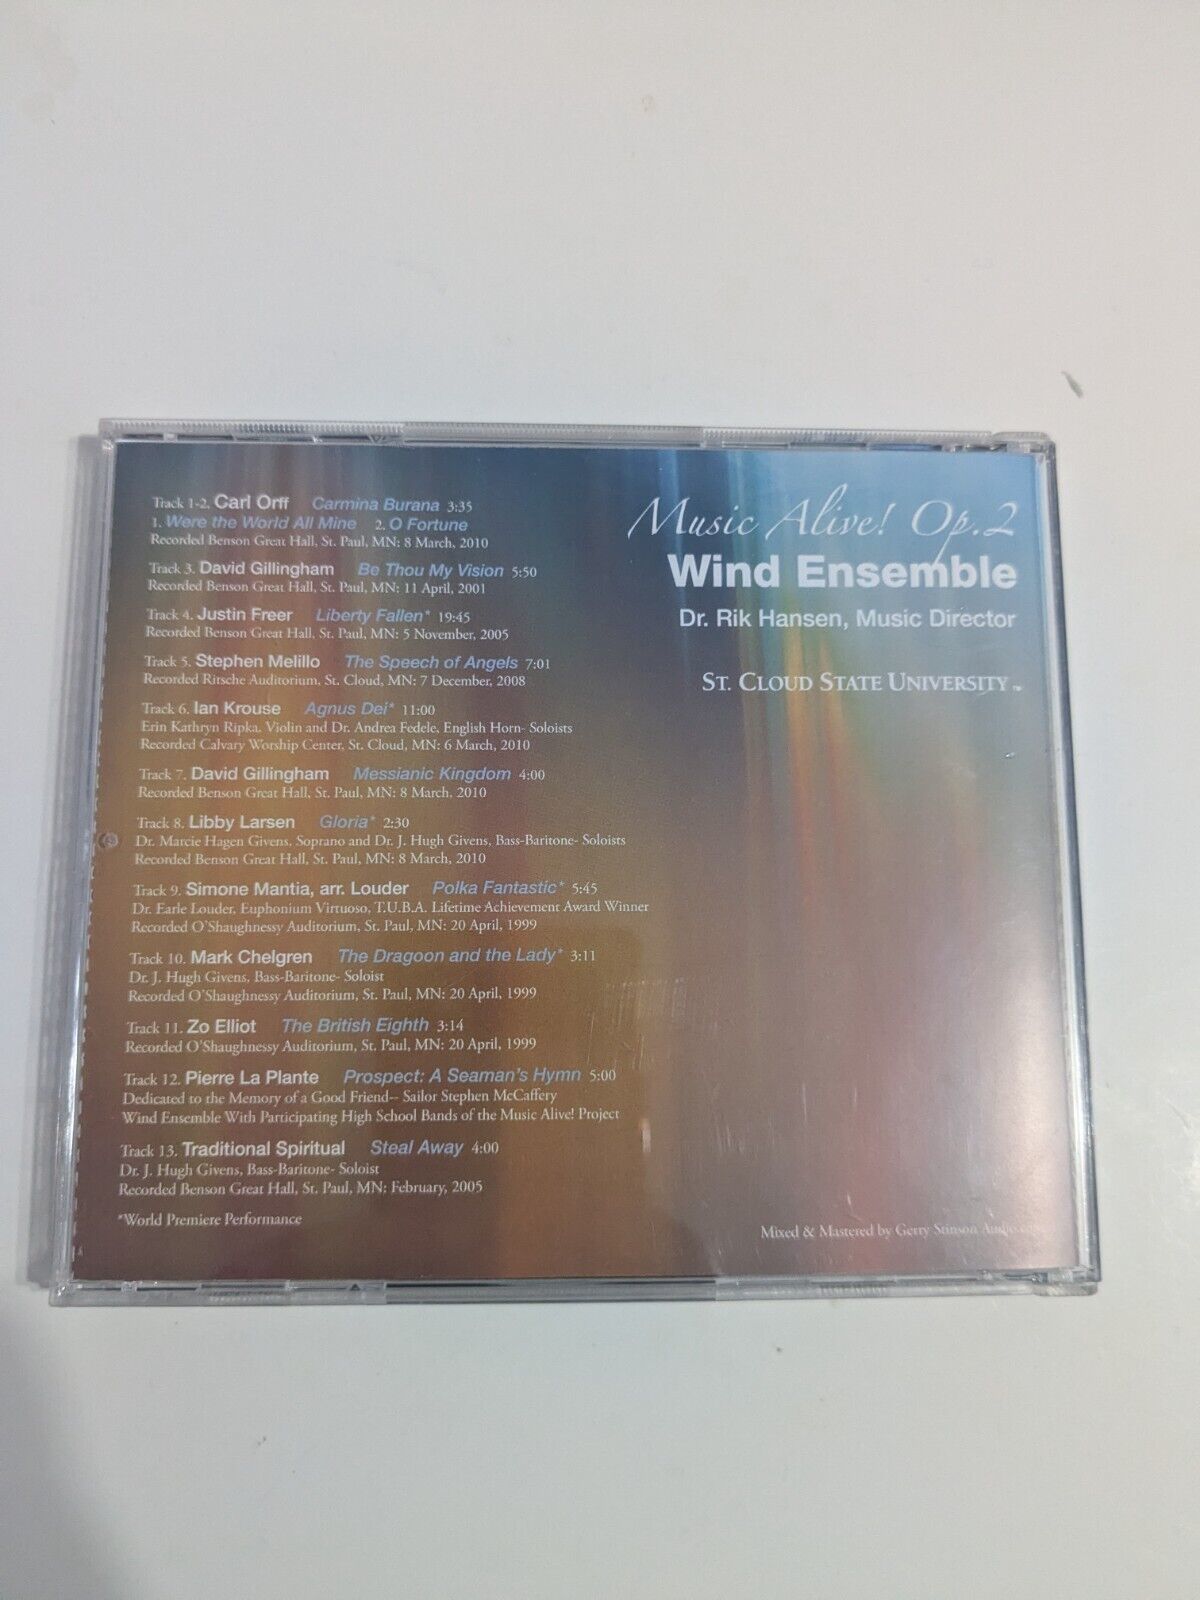 Track 1-2. Carl Orff Carmina Burana 3:35
1. Were the World All Mine 2. O Fortune
Recorded Benson Great Hall, St. Paul, MN: 8 March, 2010
Track 3. David Gillingham Be Thou My Vision 5:50
Recorded Benson Great Hall, St. Paul, MN: 11 April, 2001
Track 4. Justin Freer Liberty Fallen* 19:45
Recorded Benson Great Hall, St. Paul, MN: 5 November, 2005
Track 5. Stephen Melillo The Speech of Angels 7:01
Recorded Ritsche Auditorium, St. Cloud, MN: 7 December, 2008
Track 6. Ian Krouse Agnus Dei* 11:00
Erin Kathryn Ripka, Violin and Dr. Andrea Fedele, English Horn- Soloists
Recorded Calvary Worship Center, St. Cloud, MN: 6 March, 2010
Track 7. David Gillingham Messianic Kingdom 4:00
Recorded Benson Great Hall, St. Paul, MN: 8 March, 2010
Track 8. Libby Larsen Gloria* 2:30
Dr. Marcie Hagen Givens, Soprano and Dr. J. Hugh Givens, Bass-Baritone- Soloists
Recorded Benson Great Hall, St. Paul, MN: 8 March, 2010
Track 9. Simone Mantia, arr. Louder Polka Fantastic* 5:45
Dr. Earle Louder, Euphonium Virtuoso, T.U.B.A. Lifetime Achievement Award Winner
Recorded O'Shaughnessy Auditorium, St. Paul, MN: 20 April, 1999
Track 10. Mark Chelgren The Dragoon and the Lady* 3:11
Dr. J. Hugh Givens, Bass-Baritone- Soloist
Recorded O'Shaughnessy Auditorium, St. Paul, MN: 20 April, 1999
Track 11. Zo Elliot The British Eighth 3:14
Recorded O'Shaughnessy Auditorium, St. Paul, MN: 20 April, 1999
Track 12. Pierre La Plante Prospect: A Seaman's Hymn 5:00
Dedicated to the Memory of a Good Friend-- Sailor Stephen McCaffery
Wind Ensemble With Participating High School Bands of the Music Alive! Project
Track 13. Traditional Spiritual Steal Away 4:00
Dr. J. Hugh Givens, Bass-Baritone- Soloist
Recorded Benson Great Hall, St. Paul, MN: February, 2005
*World Premiere Performance
Music Alive! Op.2
Wind Ensemble
Dr. Rik Hansen, Music Director
ST. CLOUD STATE UNIVERSITY™
Mixed & Mastered by Gerry Stinson